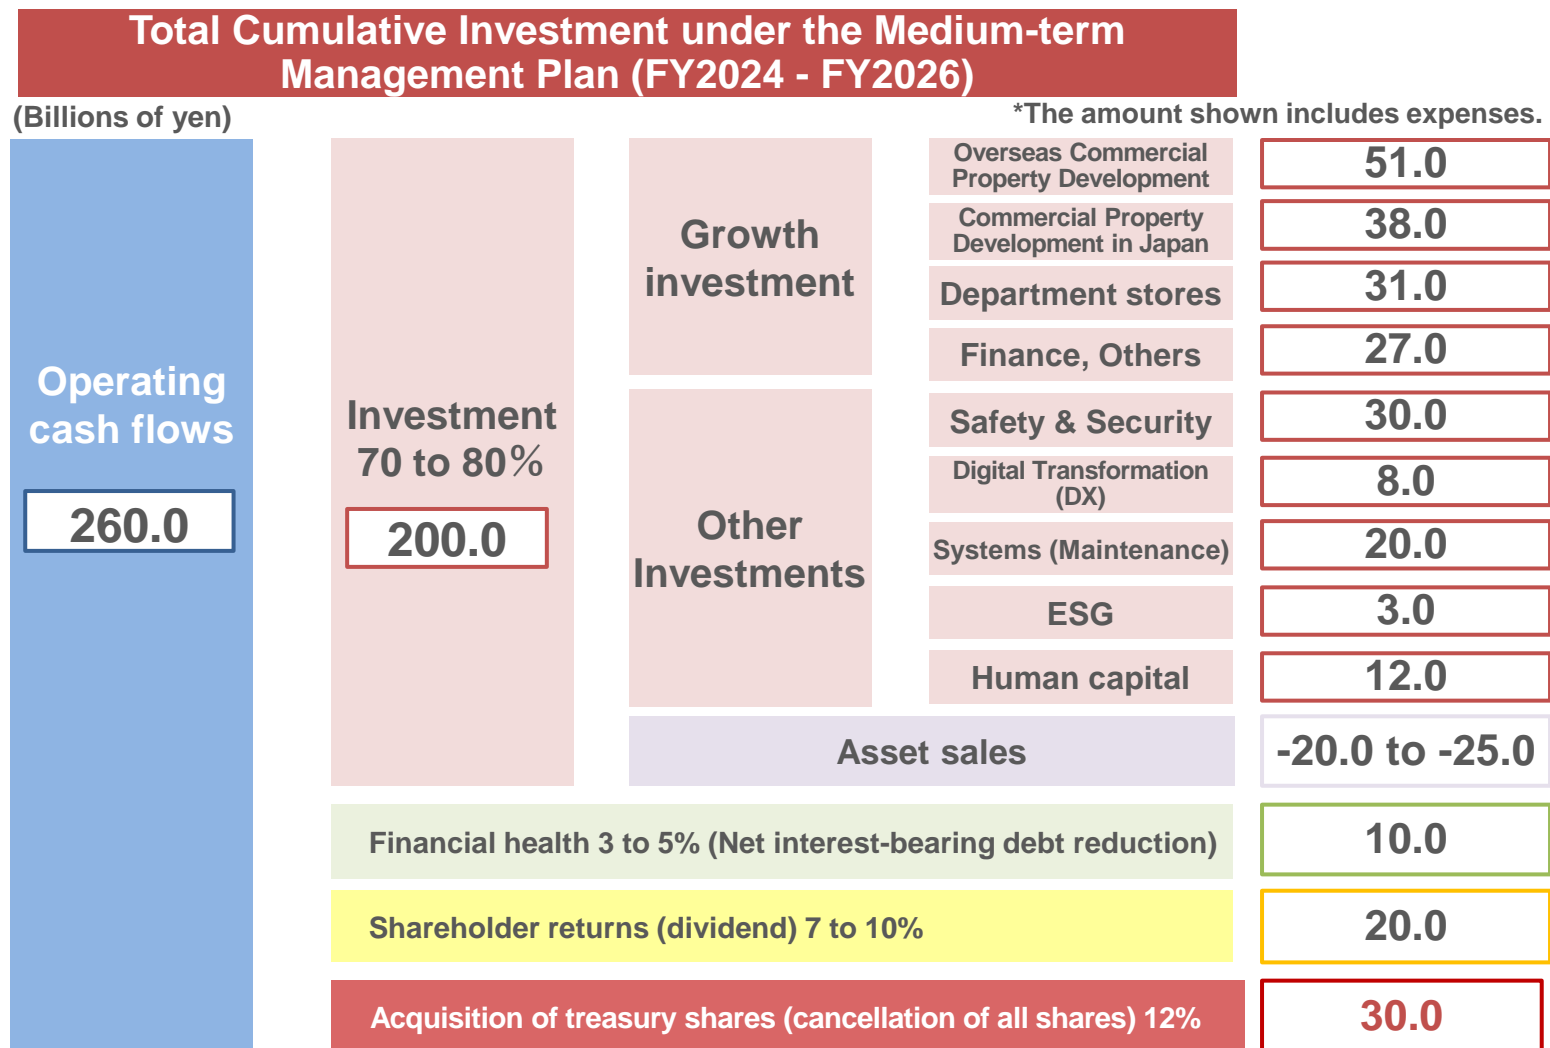 Total Cumulative Investment under the Medium-term
Management Plan (FY2024 - FY2026)
(Billions of yen)
*The amount shown includes expenses.
Operating
cash flows
260.0
Investment
70 to 80%
200.0
Growth
investment
Overseas Commercial
Property Development
51.0
Commercial Property
Development in Japan
38.0
Department stores
31.0
Finance, Others
27.0
Other
Investments
Safety & Security
30.0
Digital Transformation
(DX)
8.0
Systems (Maintenance)
20.0
ESG
3.0
Human capital
12.0
Asset sales
-20.0 to -25.0
Financial health 3 to 5% (Net interest-bearing debt reduction)
10.0
Shareholder returns (dividend) 7 to 10%
20.0
Acquisition of treasury shares (cancellation of all shares) 12%
30.0